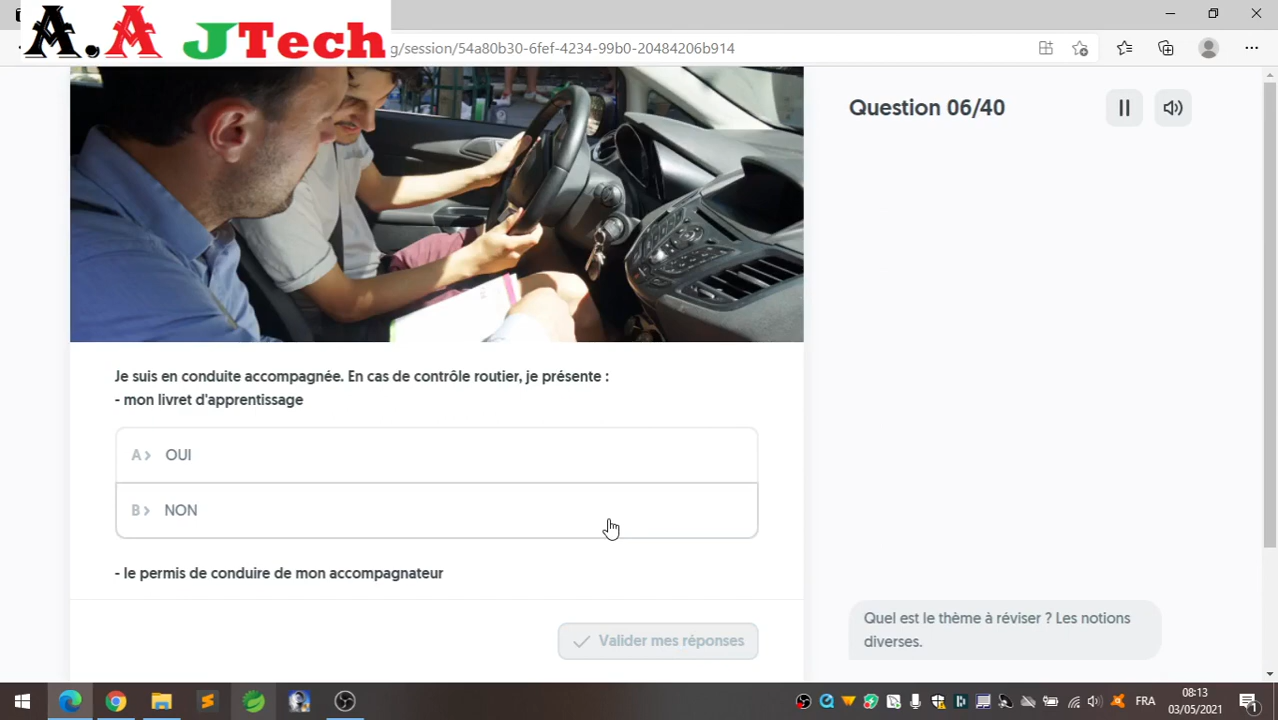 A.A JTech
g/session/54a80b30-6fef-4234-99b0-20484206b914
Question 06/40
Je suis en conduite accompagnée. En cas de contrôle routier, je présente :
- mon livret d'apprentissage
A > OUI
B > NON
- le permis de conduire de mon accompagnateur
Valider mes réponses
Quel est le thème à réviser ? Les notions
diverses.
FRA
08:13
03/05/2021
1